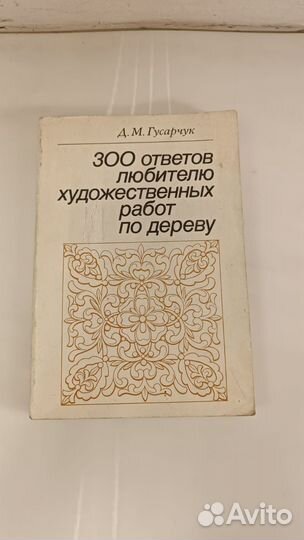 Д. М. Гусарчук
300 ответов
любителю
художественных
работ
по дереву
Avito